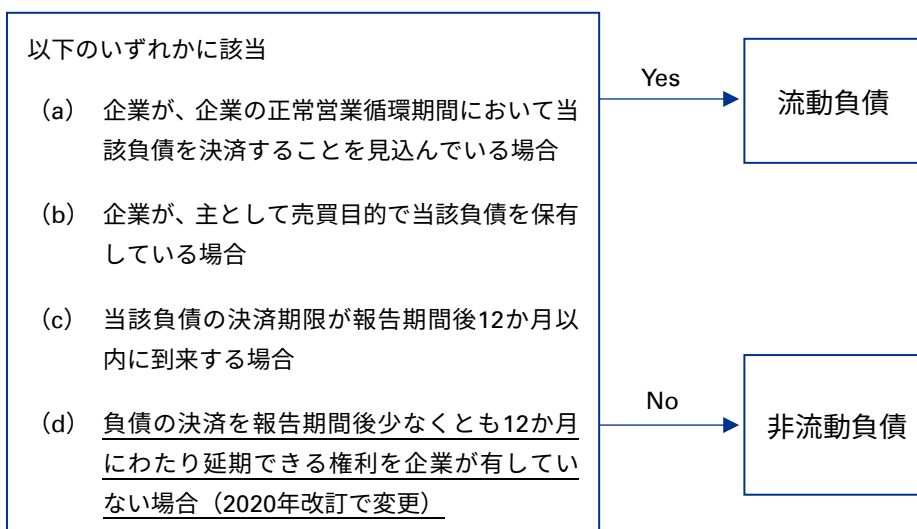 以下のいずれかに該当
(a) 企業が、企業の正常営業循環期間において当
該負債を決済することを見込んでいる場合
(b) 企業が、主として売買目的で当該負債を保有
している場合
(c) 当該負債の決済期限が報告期間後12か月以
内に到来する場合
(d) 負債の決済を報告期間後少なくとも12か月
にわたり延期できる権利を企業が有してい
ない場合（2020年改訂で変更）
Yes
流動負債
No
非流動負債